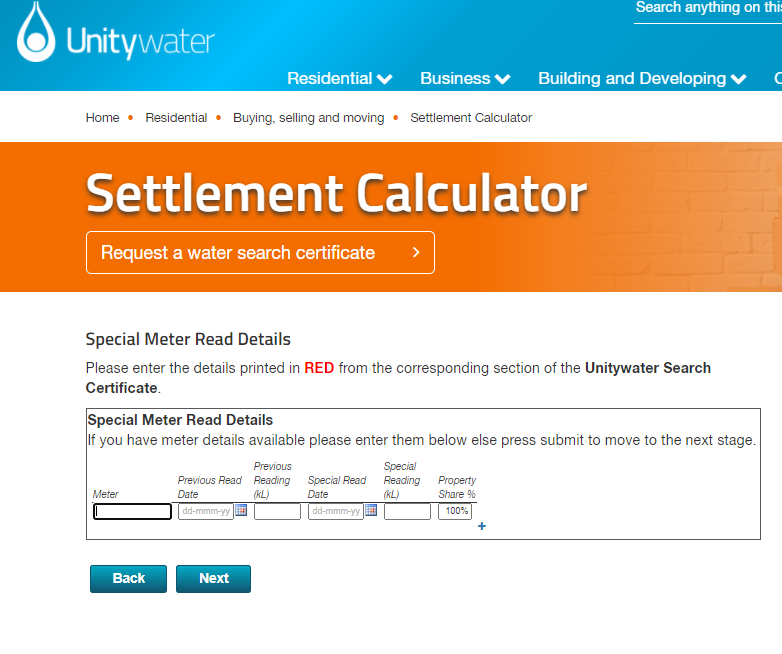 Search anything on this
Unitywater
Residential Business Building and Developing
Home • Residential • Buying, selling and moving • Settlement Calculator
Settlement Calculator
Request a water search certificate >
Special Meter Read Details
Please enter the details printed in RED from the corresponding section of the Unitywater Search
Certificate.
Special Meter Read Details
If you have meter details available please enter them below else press submit to move to the next stage.
Meter
Previous Read
Date
Previous
Reading
(kL)
Special Read
Date
Special
Reading
(kL)
Property
Share %
dd-mmm-yy dd-mmm-yy 100%
+
Back Next